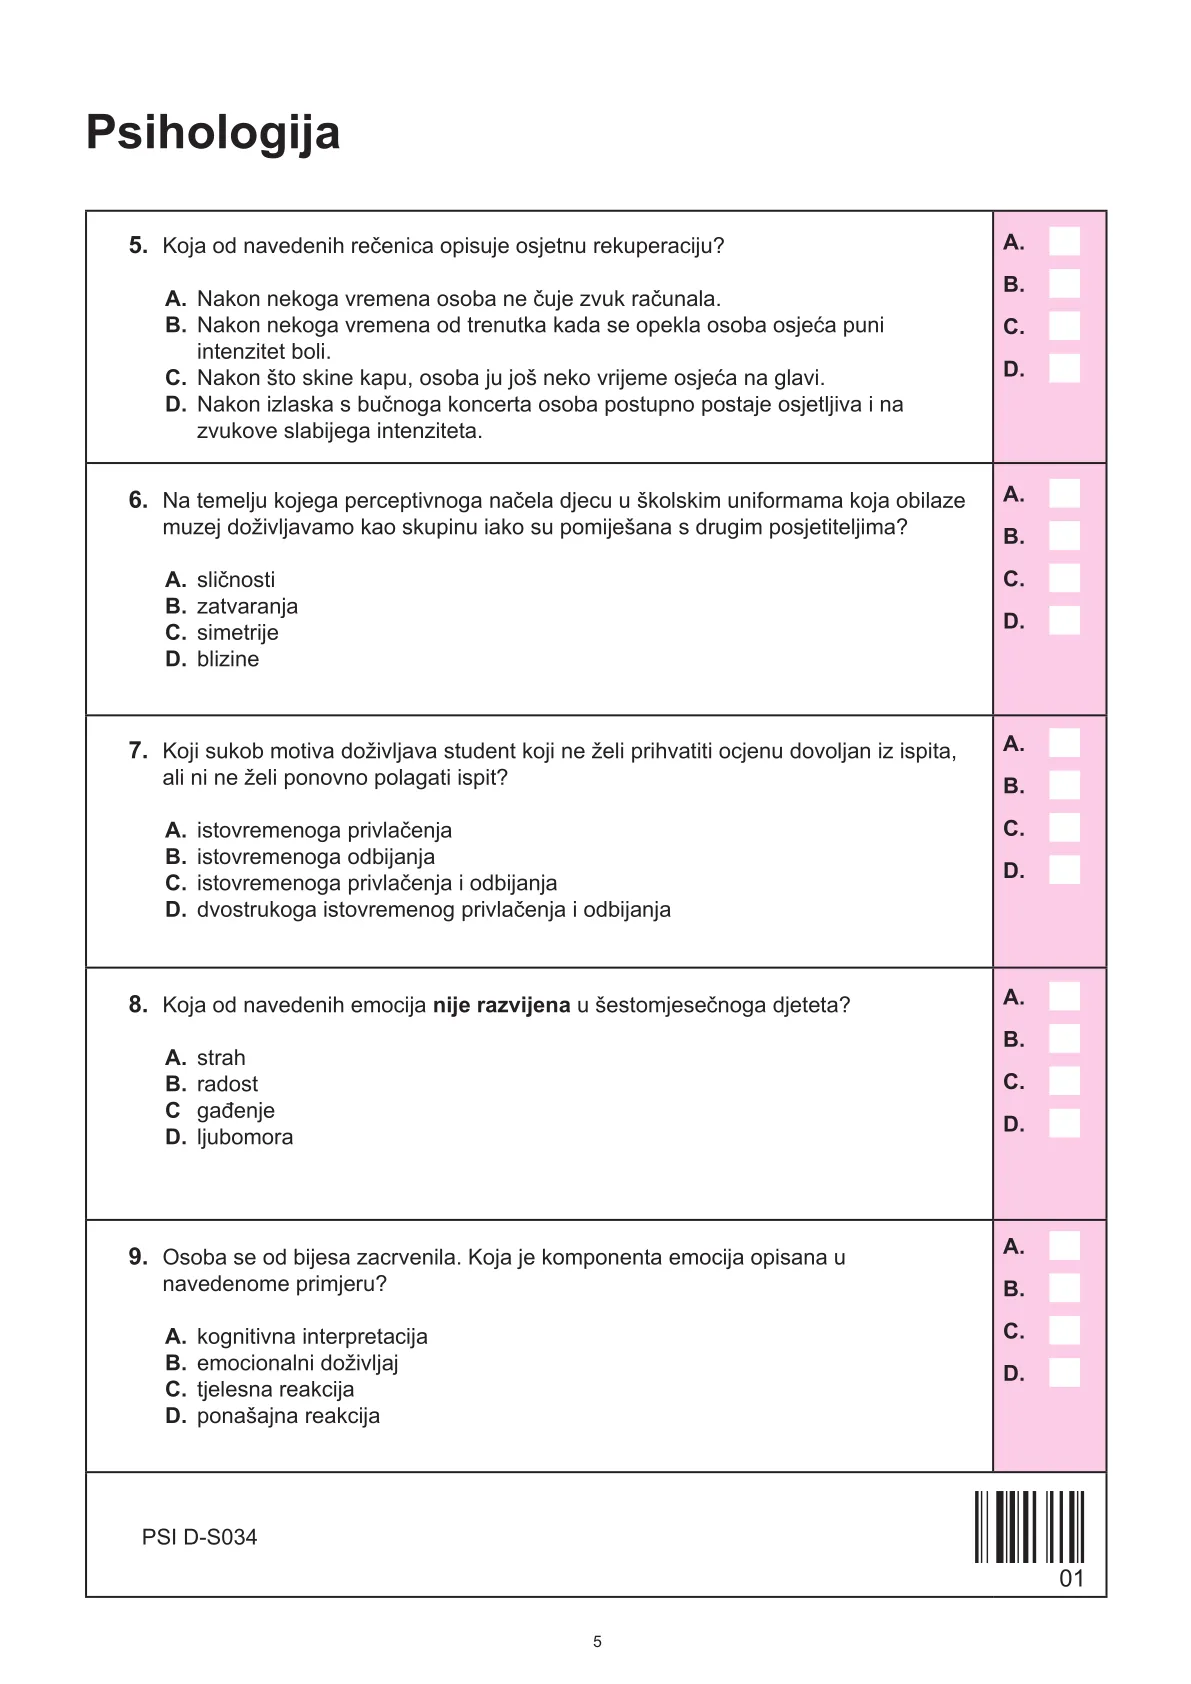 Psihologija
5. Koja od navedenih rečenica opisuje osjetnu rekuperaciju?
A. Nakon nekoga vremena osoba ne čuje zvuk računala.
B. Nakon nekoga vremena od trenutka kada se opekla osoba osjeća puni
intenzitet boli.
C. Nakon što skine kapu, osoba ju još neko vrijeme osjeća na glavi.
D. Nakon izlaska s bučnoga koncerta osoba postupno postaje osjetljiva i na
zvukove slabijega intenziteta.
A.
B.
C.
D.
6. Na temelju kojega perceptivnoga načela djecu u školskim uniformama koja obilaze
muzej doživljavamo kao skupinu iako su pomiješana s drugim posjetiteljima?
A. sličnosti
B. zatvaranja
C. simetrije
D. blizine
A.
B.
C.
D.
7. Koji sukob motiva doživljava student koji ne želi prihvatiti ocjenu dovoljan iz ispita,
ali ni ne želi ponovno polagati ispit?
A. istovremenoga privlačenja
B. istovremenoga odbijanja
C. istovremenoga privlačenja i odbijanja
D. dvostrukoga istovremenog privlačenja i odbijanja
A.
B.
C.
D.
8. Koja od navedenih emocija nije razvijena u šestomjesečnoga djeteta?
A. strah
B. radost
C gađenje
D. ljubomora
A.
B.
C.
D.
9. Osoba se od bijesa zacrvenila. Koja je komponenta emocija opisana u
navedenome primjeru?
A. kognitivna interpretacija
B. emocionalni doživljaj
C. tjelesna reakcija
D. ponašajna reakcija
A.
B.
C.
D.
PSI D-S034
01
5